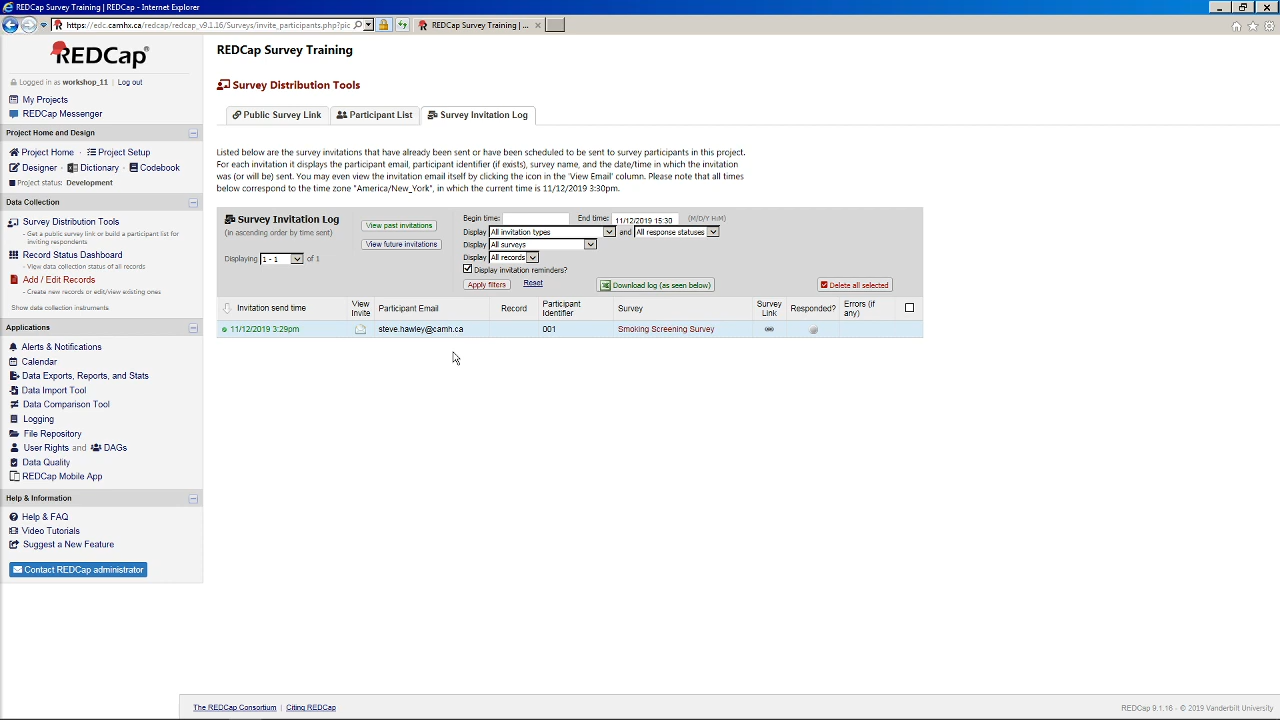 REDCap Survey Training | REDCap - Internet Explorer
https://edc.camhx.ca/redcap/redcap_v9.1.16/Surveys/invite_participants.php?pic
REDCap Survey Training | ...
REDCap
Logged in as workshop_11 | Log out
My Projects
REDCap Messenger
Project Home and Design
Project Home · Project Setup
Designer · Dictionary · Codebook
Project status: Development
Data Collection
Survey Distribution Tools
- Get a public survey link or build a participant list for
inviting respondents
Record Status Dashboard
- View data collection status of all records
Add / Edit Records
- Create new records or edit/view existing ones
Show data collection instruments
Applications
Alerts & Notifications
Calendar
Data Exports, Reports, and Stats
Data Import Tool
Data Comparison Tool
Logging
File Repository
User Rights and DAGs
Data Quality
REDCap Mobile App
Help & Information
Help & FAQ
Video Tutorials
Suggest a New Feature
Contact REDCap administrator
REDCap Survey Training
Survey Distribution Tools
Public Survey Link Participant List Survey Invitation Log
Listed below are the survey invitations that have already been sent or have been scheduled to be sent to survey participants in this project.
For each invitation it displays the participant email, participant identifier (if exists), survey name, and the date/time in which the invitation
was (or will be) sent. You may even view the invitation email itself by clicking the icon in the 'View Email' column. Please note that all times
below correspond to the time zone "America/New_York", in which the current time is 11/12/2019 3:30pm.
Survey Invitation Log
(in ascending order by time sent)
Displaying 1 - 1 of 1
View past invitations
View future invitations
Begin time: End time: 11/12/2019 15:30 (M/D/Y H:M)
Display All invitation types and All response statuses
Display All surveys
Display All records
Display invitation reminders?
Apply filters Reset Download log (as seen below) Delete all selected
Invitation send time View Invite Participant Email Record Participant Identifier Survey Survey Link Responded? Errors (if any)
11/12/2019 3:29pm steve.hawley@camh.ca 001 Smoking Screening Survey
The REDCap Consortium | Citing REDCap
REDCap 9.1.16 - © 2019 Vanderbilt University